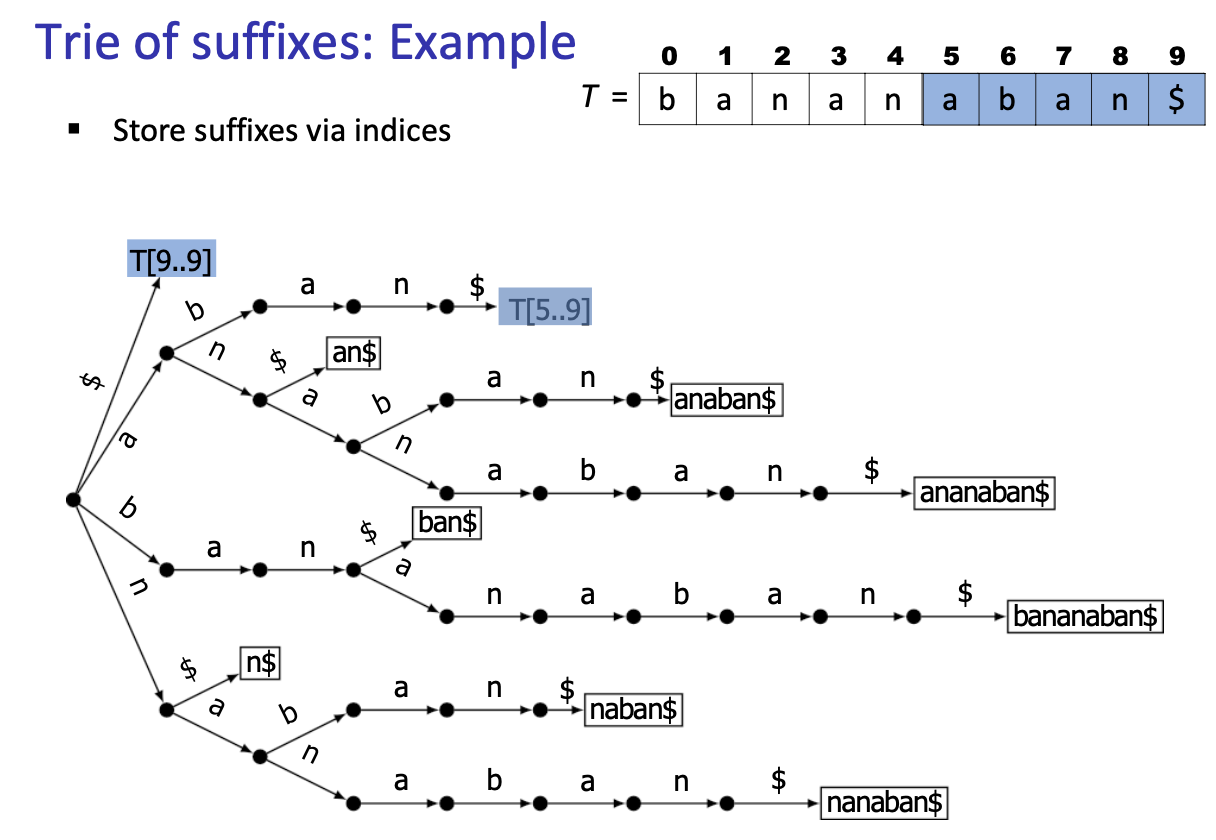 Trie of suffixes: Example
0 1 2 3 4 5 6 7 8 9
T = b a n a n a b a n $
▪ Store suffixes via indices
T[9..9]
b a n $ T[5..9]
n $ an$
$ a b a n $ anaban$
a n a b a n $ ananaban$
b a n $ ban$
a n a b a n $ bananaban$
n $ n$
a b a n $ naban$
n a b a n $ nanaban$